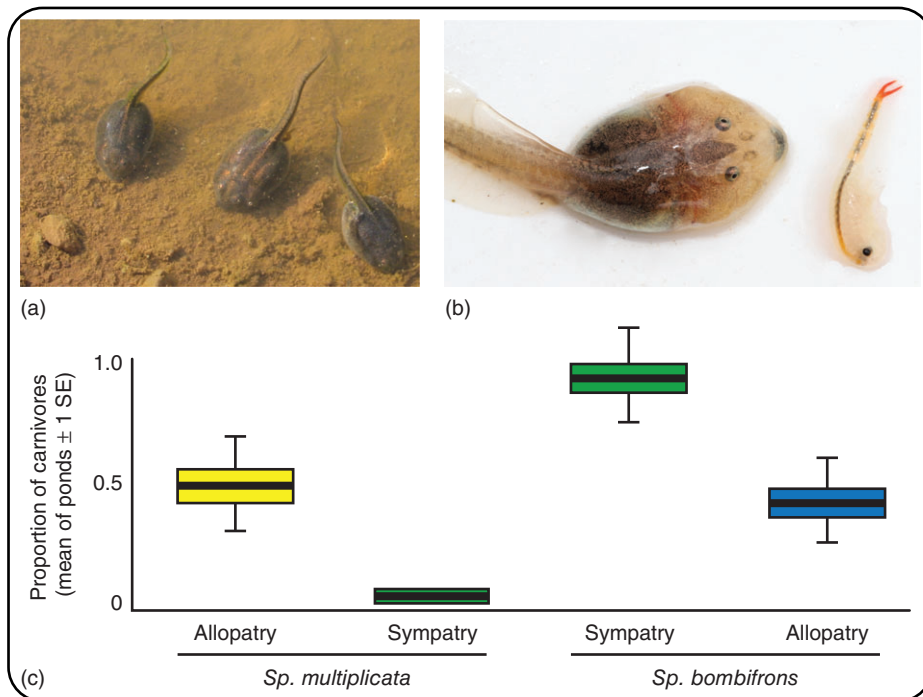 (a)
(b)
1.0
0.5
0
Proportion of carnivores
(mean of ponds ± 1 SE)
Allopatry
Sympatry
Sympatry
Allopatry
Sp. multiplicata
Sp. bombifrons
(c)